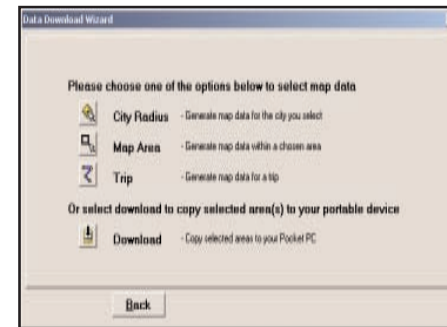 Data Download Wizard
Please choose one of the options below to select map data
City Radius - Generate map data for the city you select
Map Area - Generate map data within a chosen area
Trip - Generate map data for a trip
Or select download to copy selected area(s) to your portable device
Download - Copy selected areas to your Pocket PC
Back